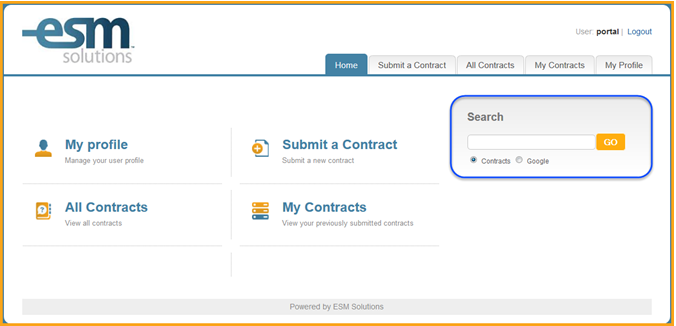 esm
solutions
User: portal | Logout
Home Submit a Contract All Contracts My Contracts My Profile
Search
GO
Contracts Google
My profile
Manage your user profile
Submit a Contract
Submit a new contract
All Contracts
View all contracts
My Contracts
View your previously submitted contracts
Powered by ESM Solutions